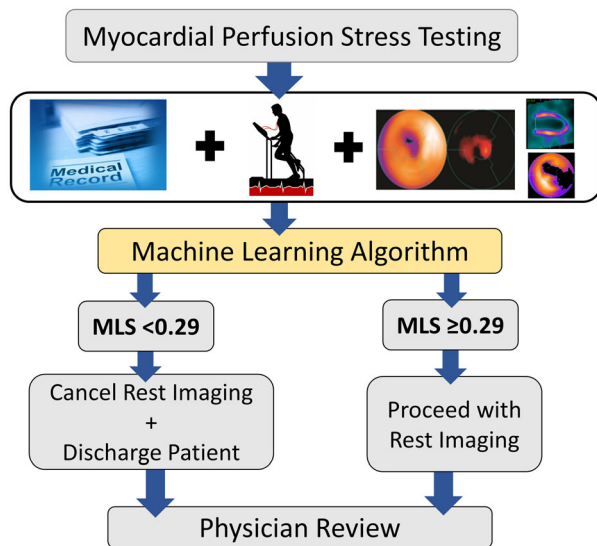 Myocardial Perfusion Stress Testing
Medical
Record
Machine Learning Algorithm
MLS <0.29
MLS ≥0.29
Cancel Rest Imaging
+
Discharge Patient
Proceed with
Rest Imaging
Physician Review